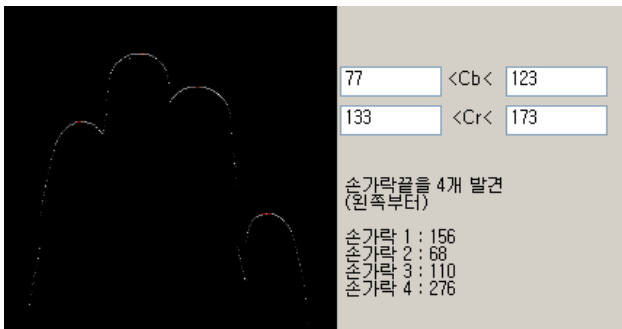 77 <Cb< 123
133 <Cr< 173
손가락끝을 4개 발견
(왼쪽부터)
손가락 1 : 156
손가락 2 : 68
손가락 3 : 110
손가락 4 : 276